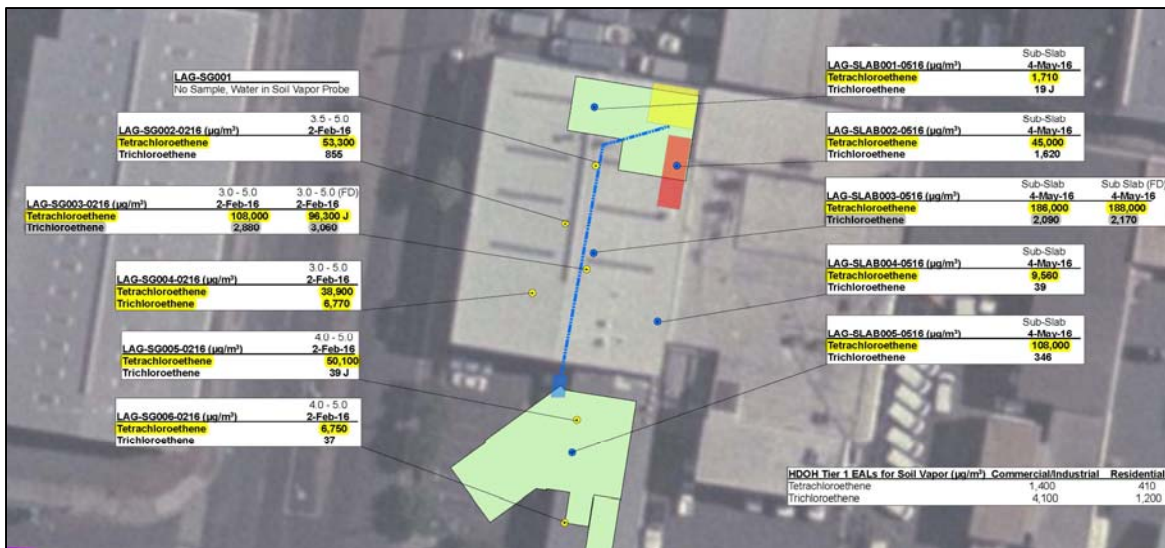 LAG-SG001
No Sample, Water in Soil Vapor Probe
3.5 - 5.0
LAG-SG002-0216 (µg/m³) 2-Feb-16
Tetrachloroethene 53,300
Trichloroethene 855
3.0 - 5.0 3.0 - 5.0 (FD)
LAG-SG003-0216 (µg/m³) 2-Feb-16 2-Feb-16
Tetrachloroethene 108,000 96,300 J
Trichloroethene 2,880 3,060
3.0 - 5.0
LAG-SG004-0216 (µg/m³) 2-Feb-16
Tetrachloroethene 38,900
Trichloroethene 6,770
4.0 - 5.0
LAG-SG005-0216 (µg/m³) 2-Feb-16
Tetrachloroethene 50,100
Trichloroethene 39 J
4.0 - 5.0
LAG-SG006-0216 (µg/m³) 2-Feb-16
Tetrachloroethene 6,750
Trichloroethene 37
Sub-Slab
LAG-SLAB001-0516 (µg/m³) 4-May-16
Tetrachloroethene 1,710
Trichloroethene 19 J
Sub-Slab
LAG-SLAB002-0516 (µg/m³) 4-May-16
Tetrachloroethene 45,000
Trichloroethene 1,620
Sub-Slab Sub Slab (FD)
LAG-SLAB003-0516 (µg/m³) 4-May-16 4-May-16
Tetrachloroethene 186,000 188,000
Trichloroethene 2,090 2,170
Sub-Slab
LAG-SLAB004-0516 (µg/m³) 4-May-16
Tetrachloroethene 9,560
Trichloroethene 39
Sub-Slab
LAG-SLAB005-0516 (µg/m³) 4-May-16
Tetrachloroethene 108,000
Trichloroethene 346
HDOH Tier 1 EALs for Soil Vapor (µg/m³) Commercial/Industrial Residential
Tetrachloroethene 1,400 410
Trichloroethene 4,100 1,200